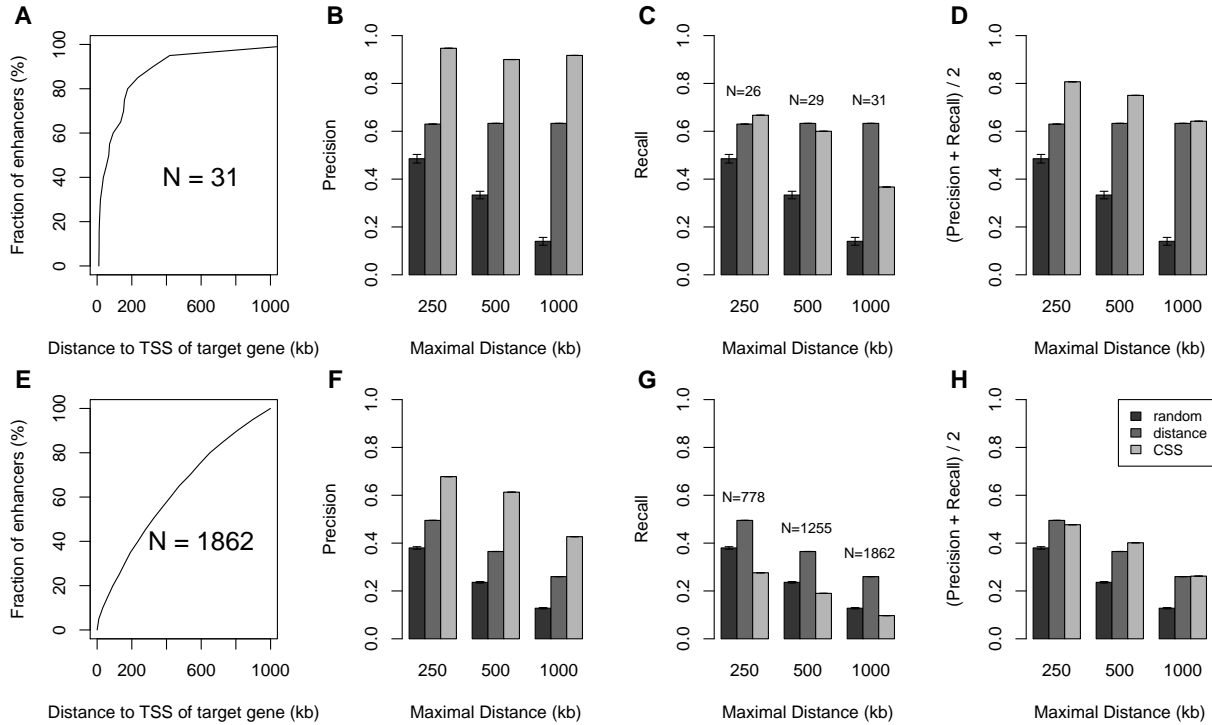 A
Fraction of enhancers (%)
0 20 40 60 80 100
N = 31
0 200 600 1000
Distance to TSS of target gene (kb)
B
Precision
0.0 0.2 0.4 0.6 0.8 1.0
250 500 1000
Maximal Distance (kb)
C
Recall
0.0 0.2 0.4 0.6 0.8 1.0
N=26 N=29 N=31
250 500 1000
Maximal Distance (kb)
D
(Precision + Recall) / 2
0.0 0.2 0.4 0.6 0.8 1.0
250 500 1000
Maximal Distance (kb)
E
Fraction of enhancers (%)
0 20 40 60 80 100
N = 1862
0 200 600 1000
Distance to TSS of target gene (kb)
F
Precision
0.0 0.2 0.4 0.6 0.8 1.0
250 500 1000
Maximal Distance (kb)
G
Recall
0.0 0.2 0.4 0.6 0.8 1.0
N=778
N=1255
N=1862
250 500 1000
Maximal Distance (kb)
H
(Precision + Recall) / 2
0.0 0.2 0.4 0.6 0.8 1.0
random
distance
CSS
250 500 1000
Maximal Distance (kb)